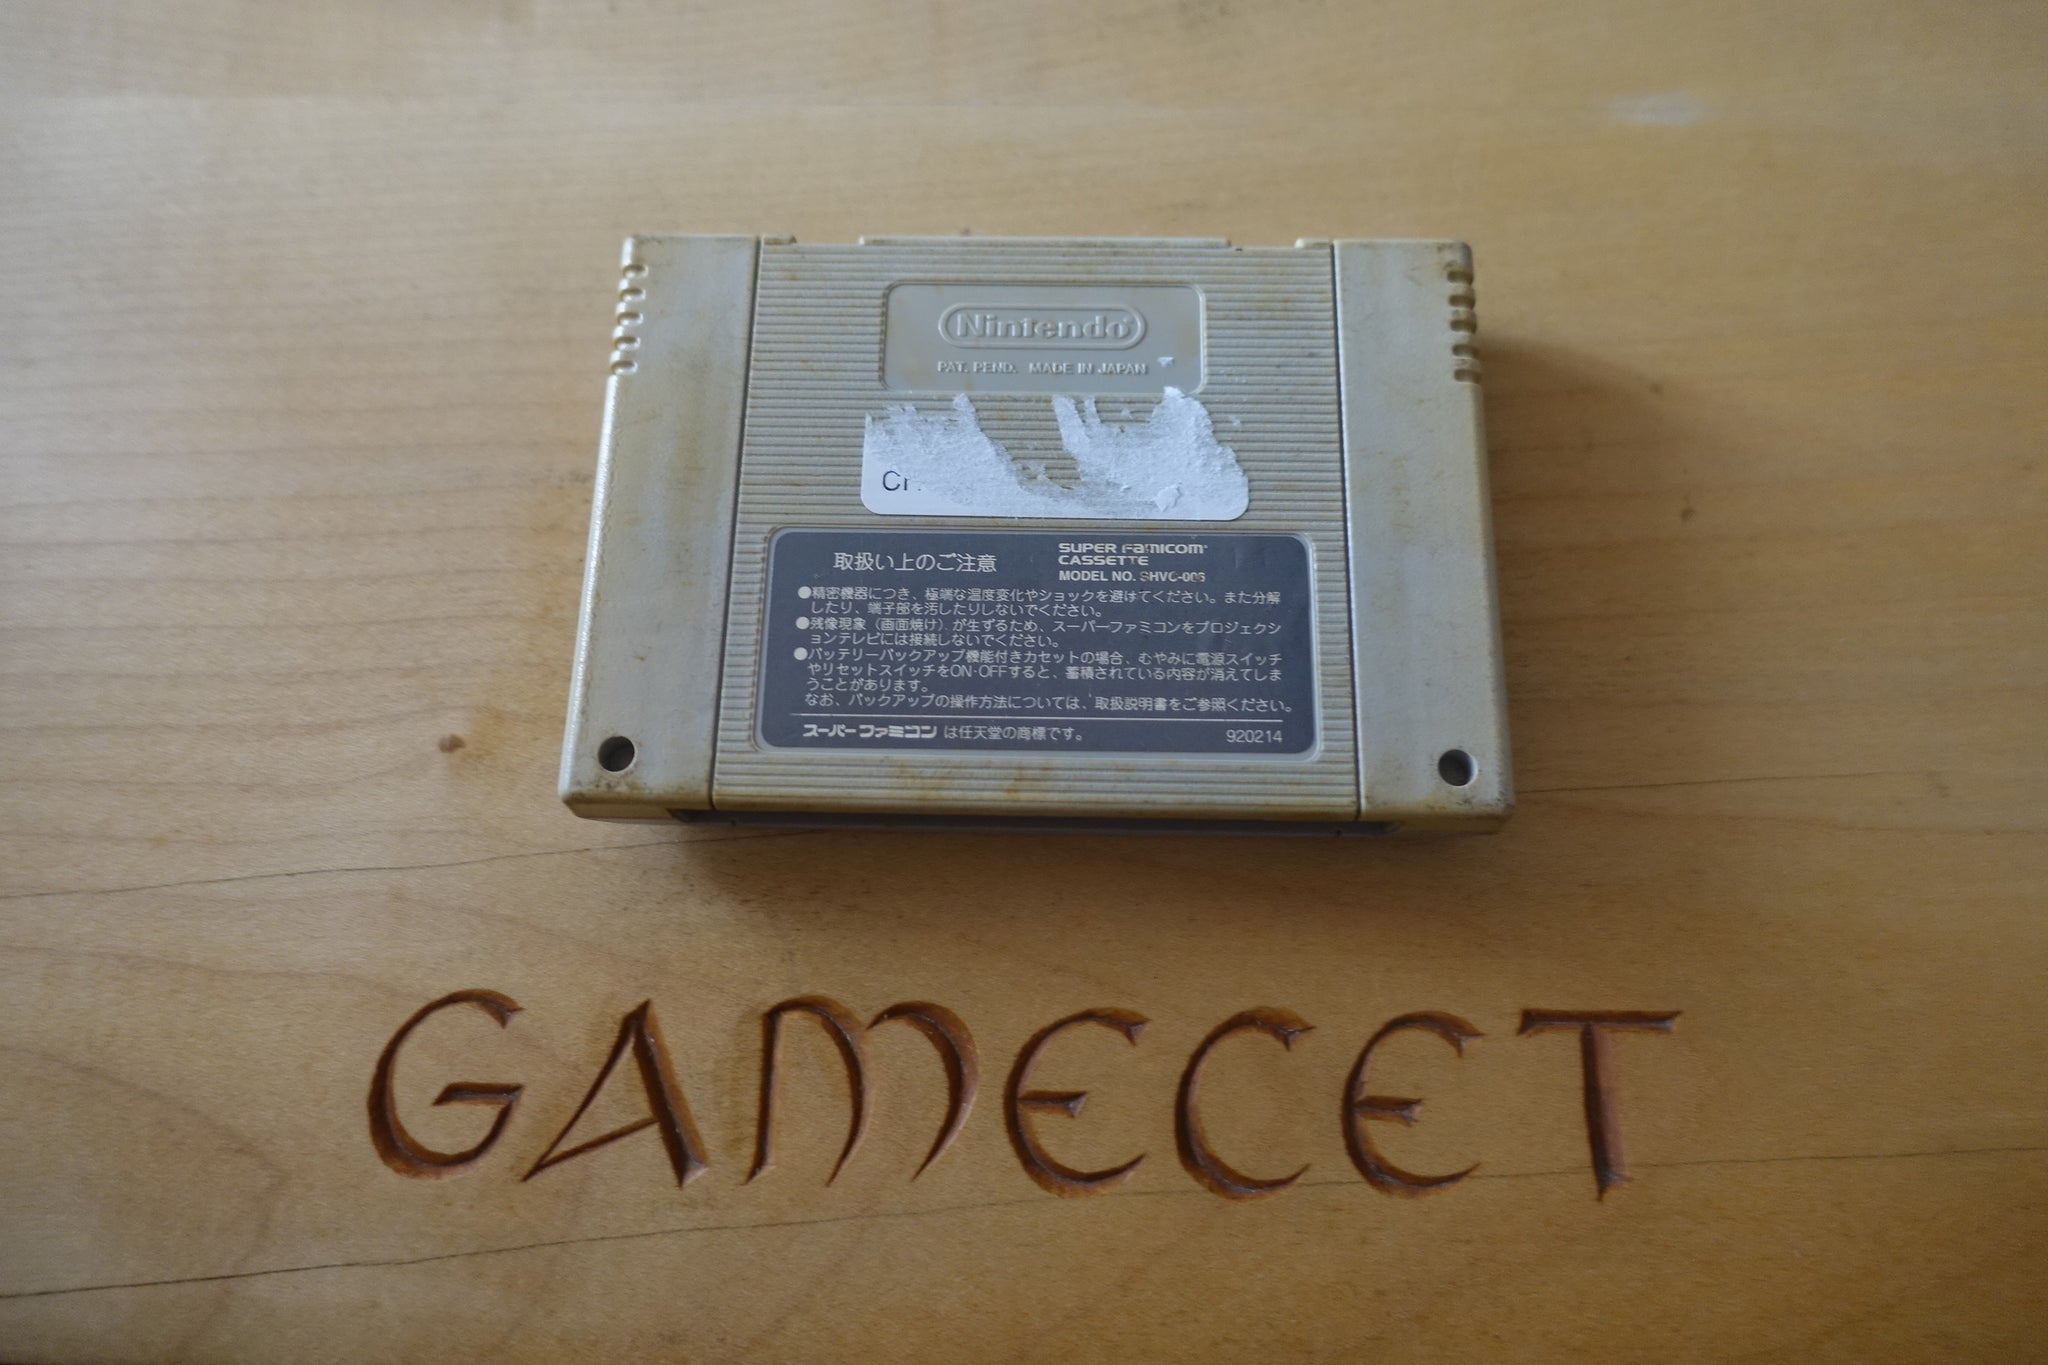 Nintendo
PAT. PEND. MADE IN JAPAN
取扱い上のご注意
SUPER FAMICOM
CASSETTE
MODEL NO. SHVC-006
●精密機器につき、極端な温度変化やショックを避けてください。また分解
したり、端子部を汚したりしないでください。
●残像現象（画面焼け）が生ずるため、スーパーファミコンをプロジェクシ
ョンテレビには接続しないでください。
●バッテリーバックアップ機能付きカセットの場合、むやみに電源スイッチ
やリセットスイッチをON・OFFすると、蓄積されている内容が消えてしま
うことがあります。
なお、バックアップの操作方法については、取扱説明書をご参照ください。
スーパーファミコンは任天堂の商標です。
920214
GAMECET